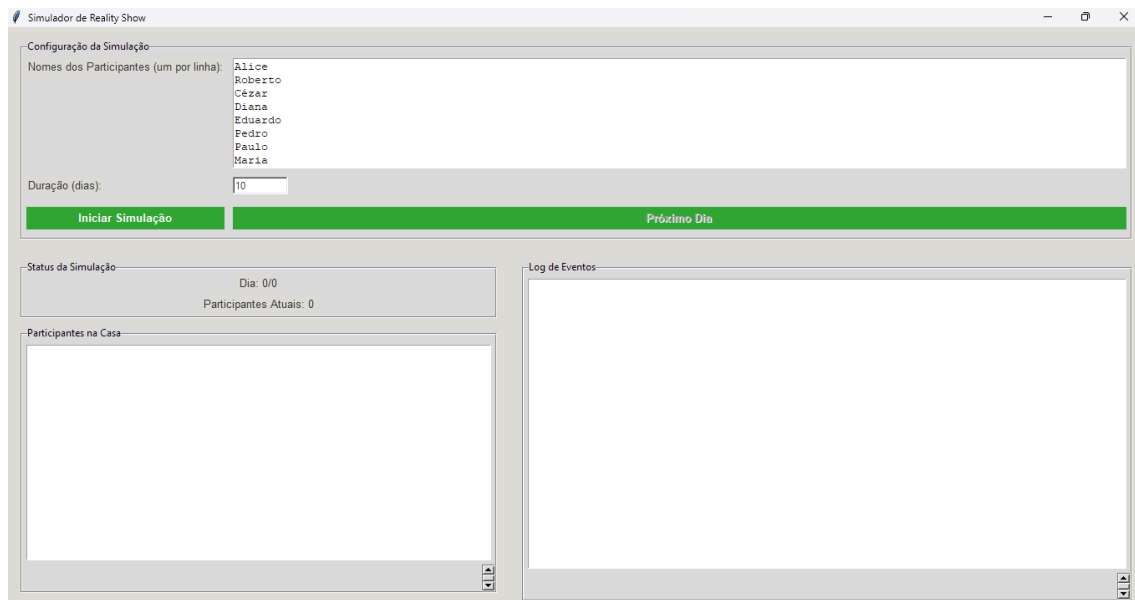 Simulador de Reality Show
Configuração da Simulação
Nomes dos Participantes (um por linha):
Alice
Roberto
Cézar
Diana
Eduardo
Pedro
Paulo
Maria
Duração (dias):
10
Iniciar Simulação
Próximo Dia
Status da Simulação
Dia: 0/0
Participantes Atuais: 0
Participantes na Casa
Log de Eventos